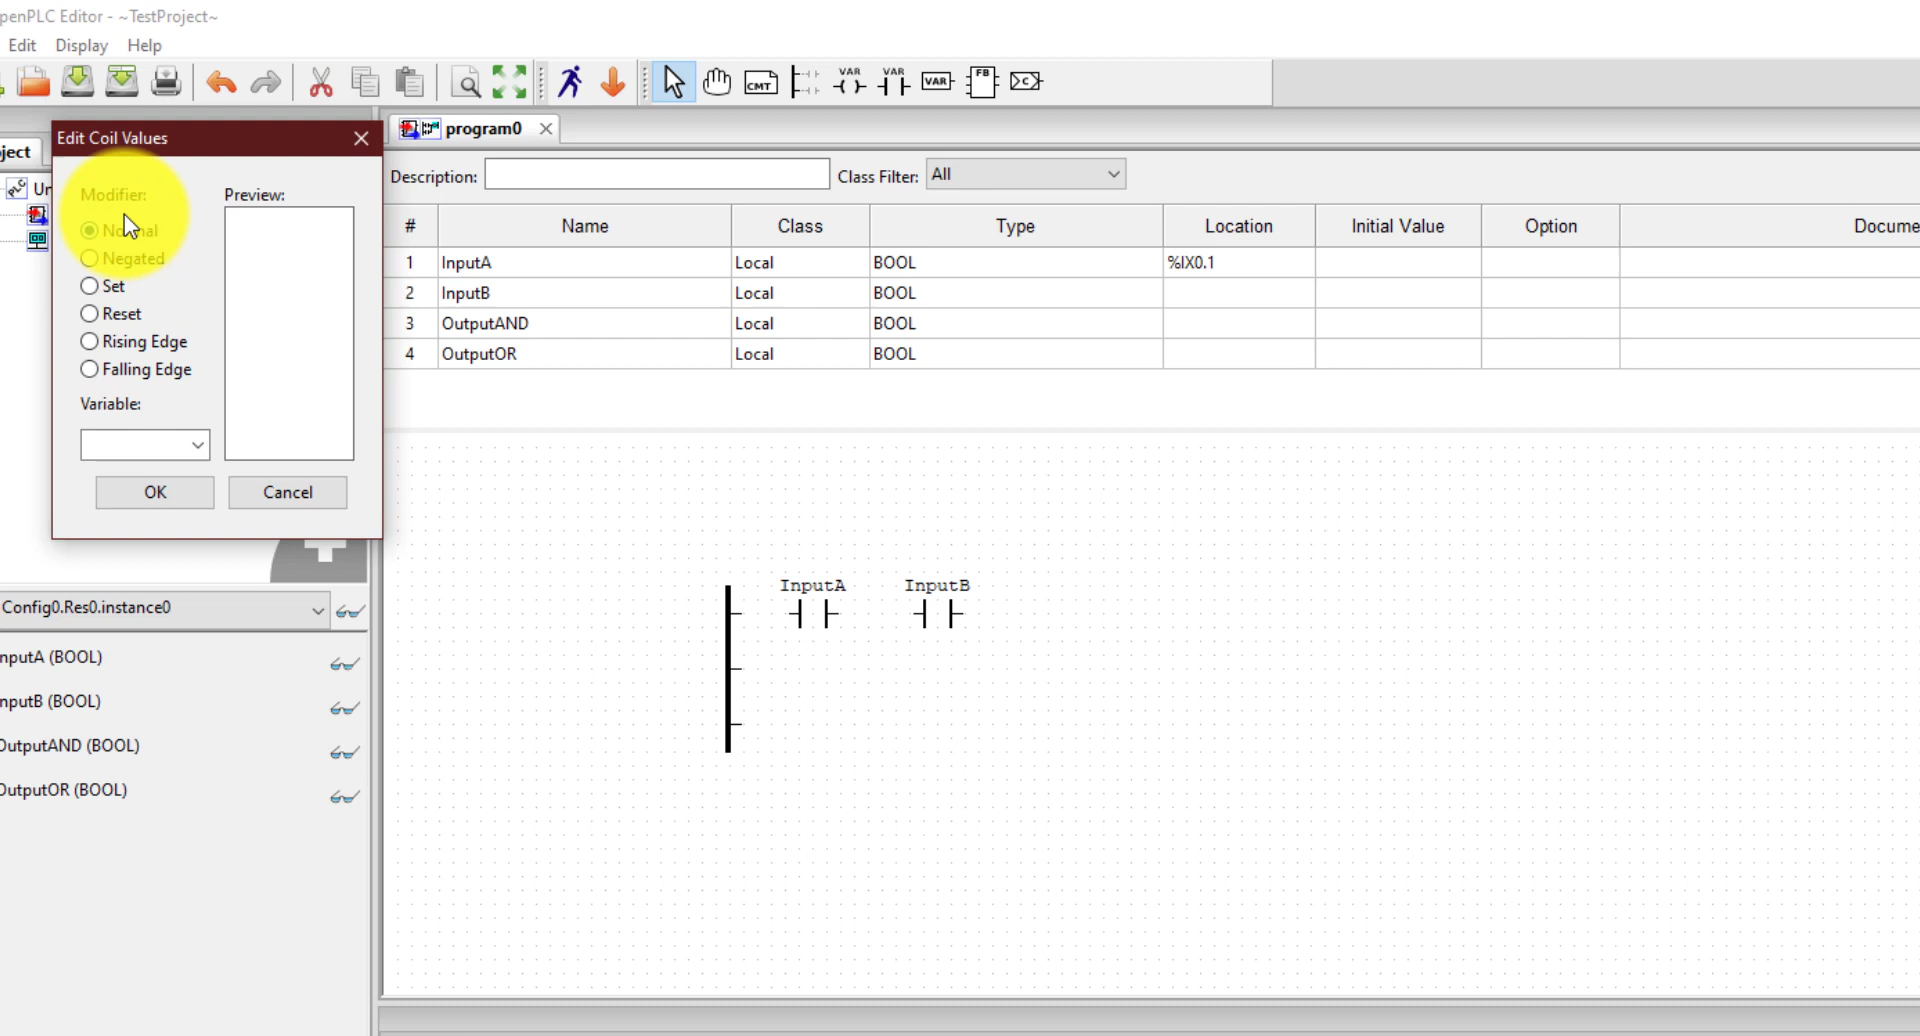 penPLC Editor - ~TestProject~
Edit Display Help
CMT VAR VAR VAR FB C
Edit Coil Values
program0
ject
Description: Class Filter: All
Modifier: Preview:
Ur
Normal
Negated
Set
Reset
Rising Edge
Falling Edge
Variable:
OK Cancel
# Name Class Type Location Initial Value Option Docume
1 InputA Local BOOL %IX0.1
2 InputB Local BOOL
3 OutputAND Local BOOL
4 OutputOR Local BOOL
InputA InputB
Config0.Res0.instance0
nputA (BOOL)
nputB (BOOL)
OutputAND (BOOL)
OutputOR (BOOL)